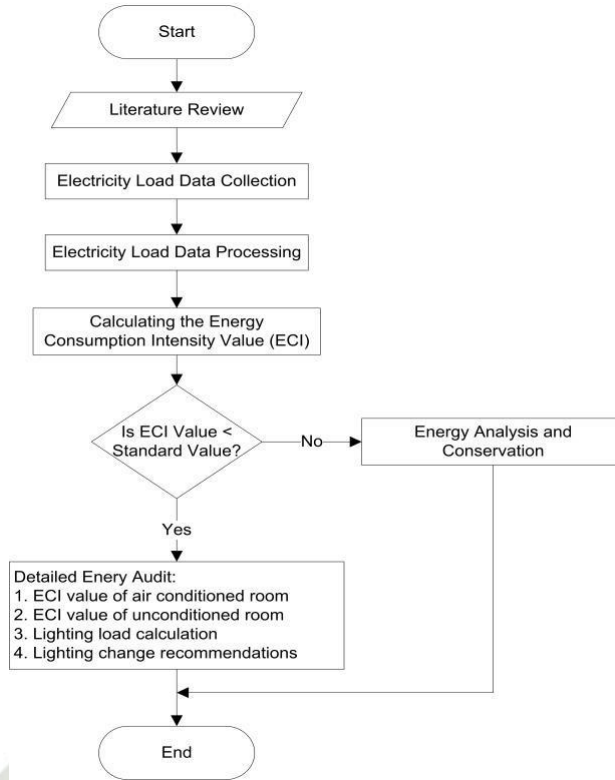 Start
Literature Review
Electricity Load Data Collection
Electricity Load Data Processing
Calculating the Energy
Consumption Intensity Value (ECI)
Is ECI Value <
Standard Value?
No
Energy Analysis and
Conservation
Yes
Detailed Enery Audit:
1. ECI value of air conditioned room
2. ECI value of unconditioned room
3. Lighting load calculation
4. Lighting change recommendations
End